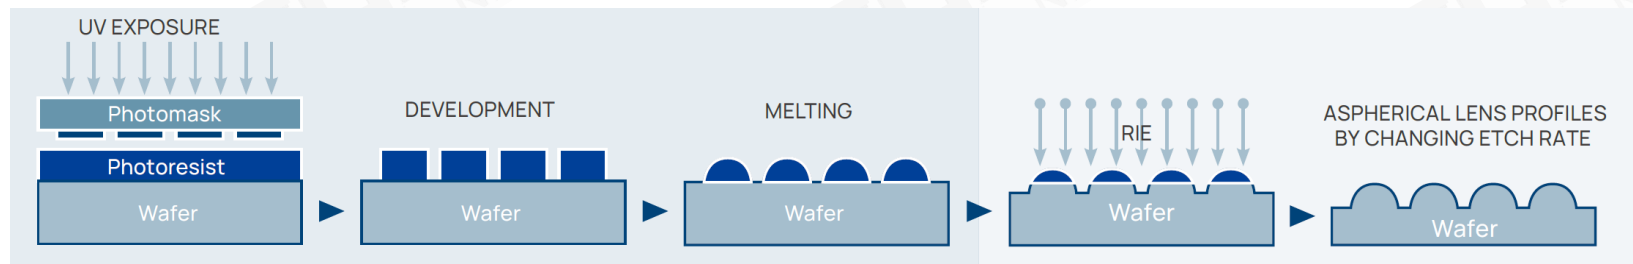 UV EXPOSURE
Photomask
Photoresist
Wafer
DEVELOPMENT
Wafer
MELTING
Wafer
RIE
Wafer
ASPHERICAL LENS PROFILES
BY CHANGING ETCH RATE
Wafer